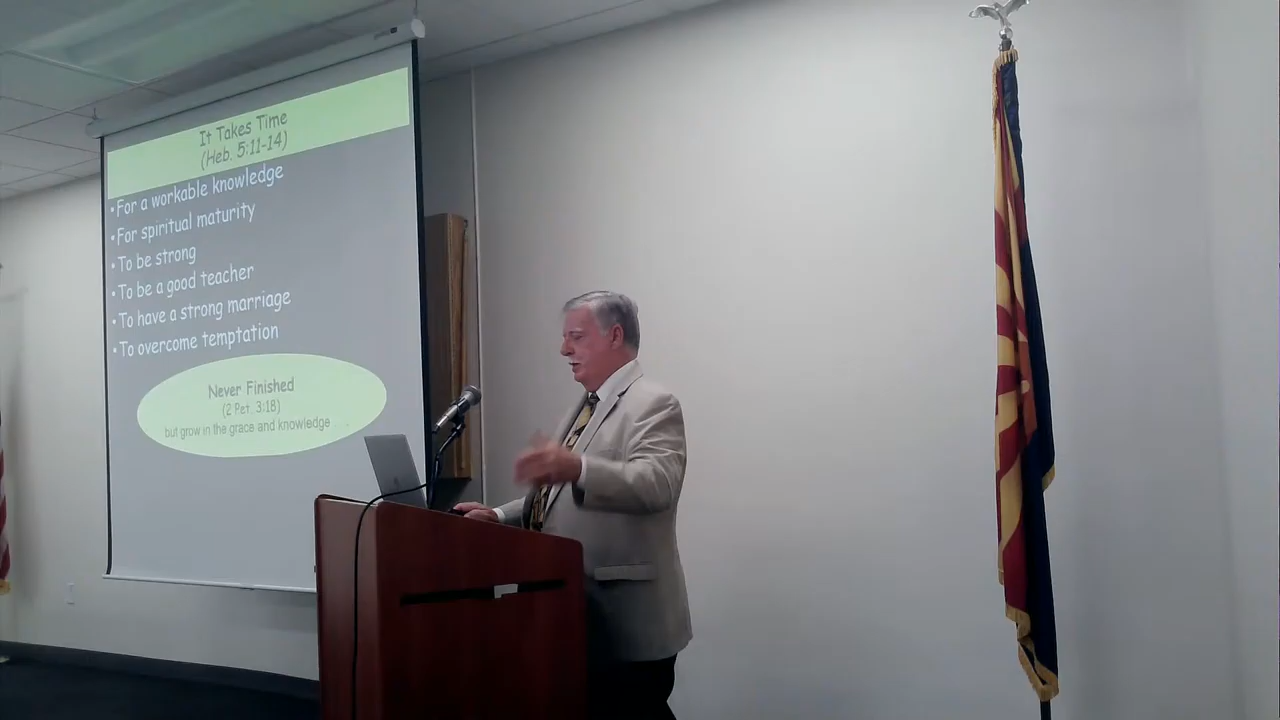 It Takes Time
(Heb. 5:11-14)
•For a workable knowledge
•For spiritual maturity
•To be strong
•To be a good teacher
•To have a strong marriage
•To overcome temptation
Never Finished
(2 Pet. 3:18)
but grow in the grace and knowledge . . .